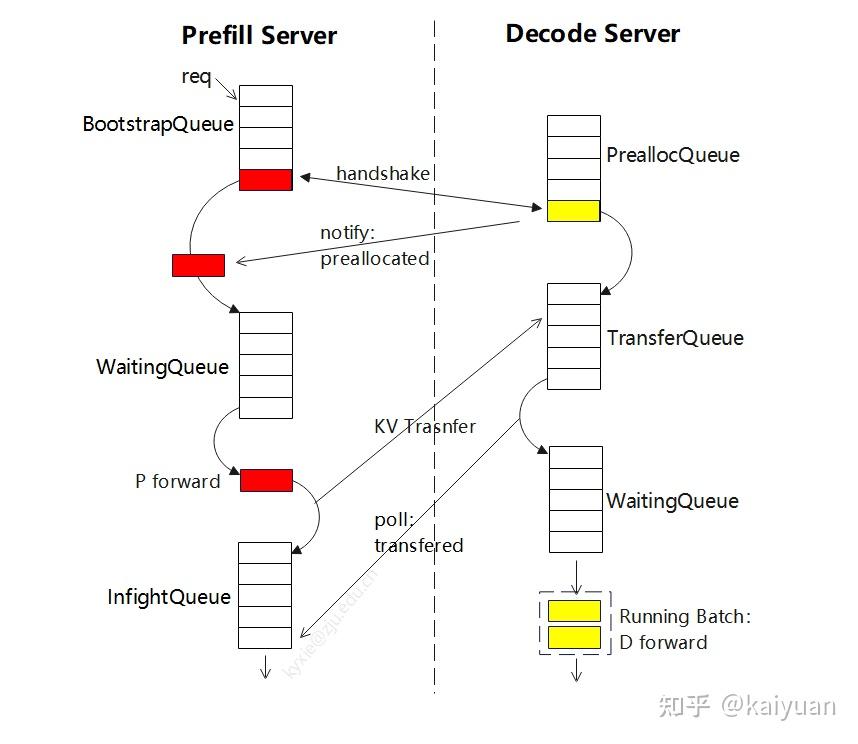 Prefill Server
Decode Server
req
BootstrapQueue
PreallocQueue
handshake
notify:
preallocated
WaitingQueue
TransferQueue
KV Trasnfer
P forward
WaitingQueue
poll:
transfered
InfightQueue
Running Batch:
D forward
kyxie@zju.edu.cn
知乎 @kaiyuan